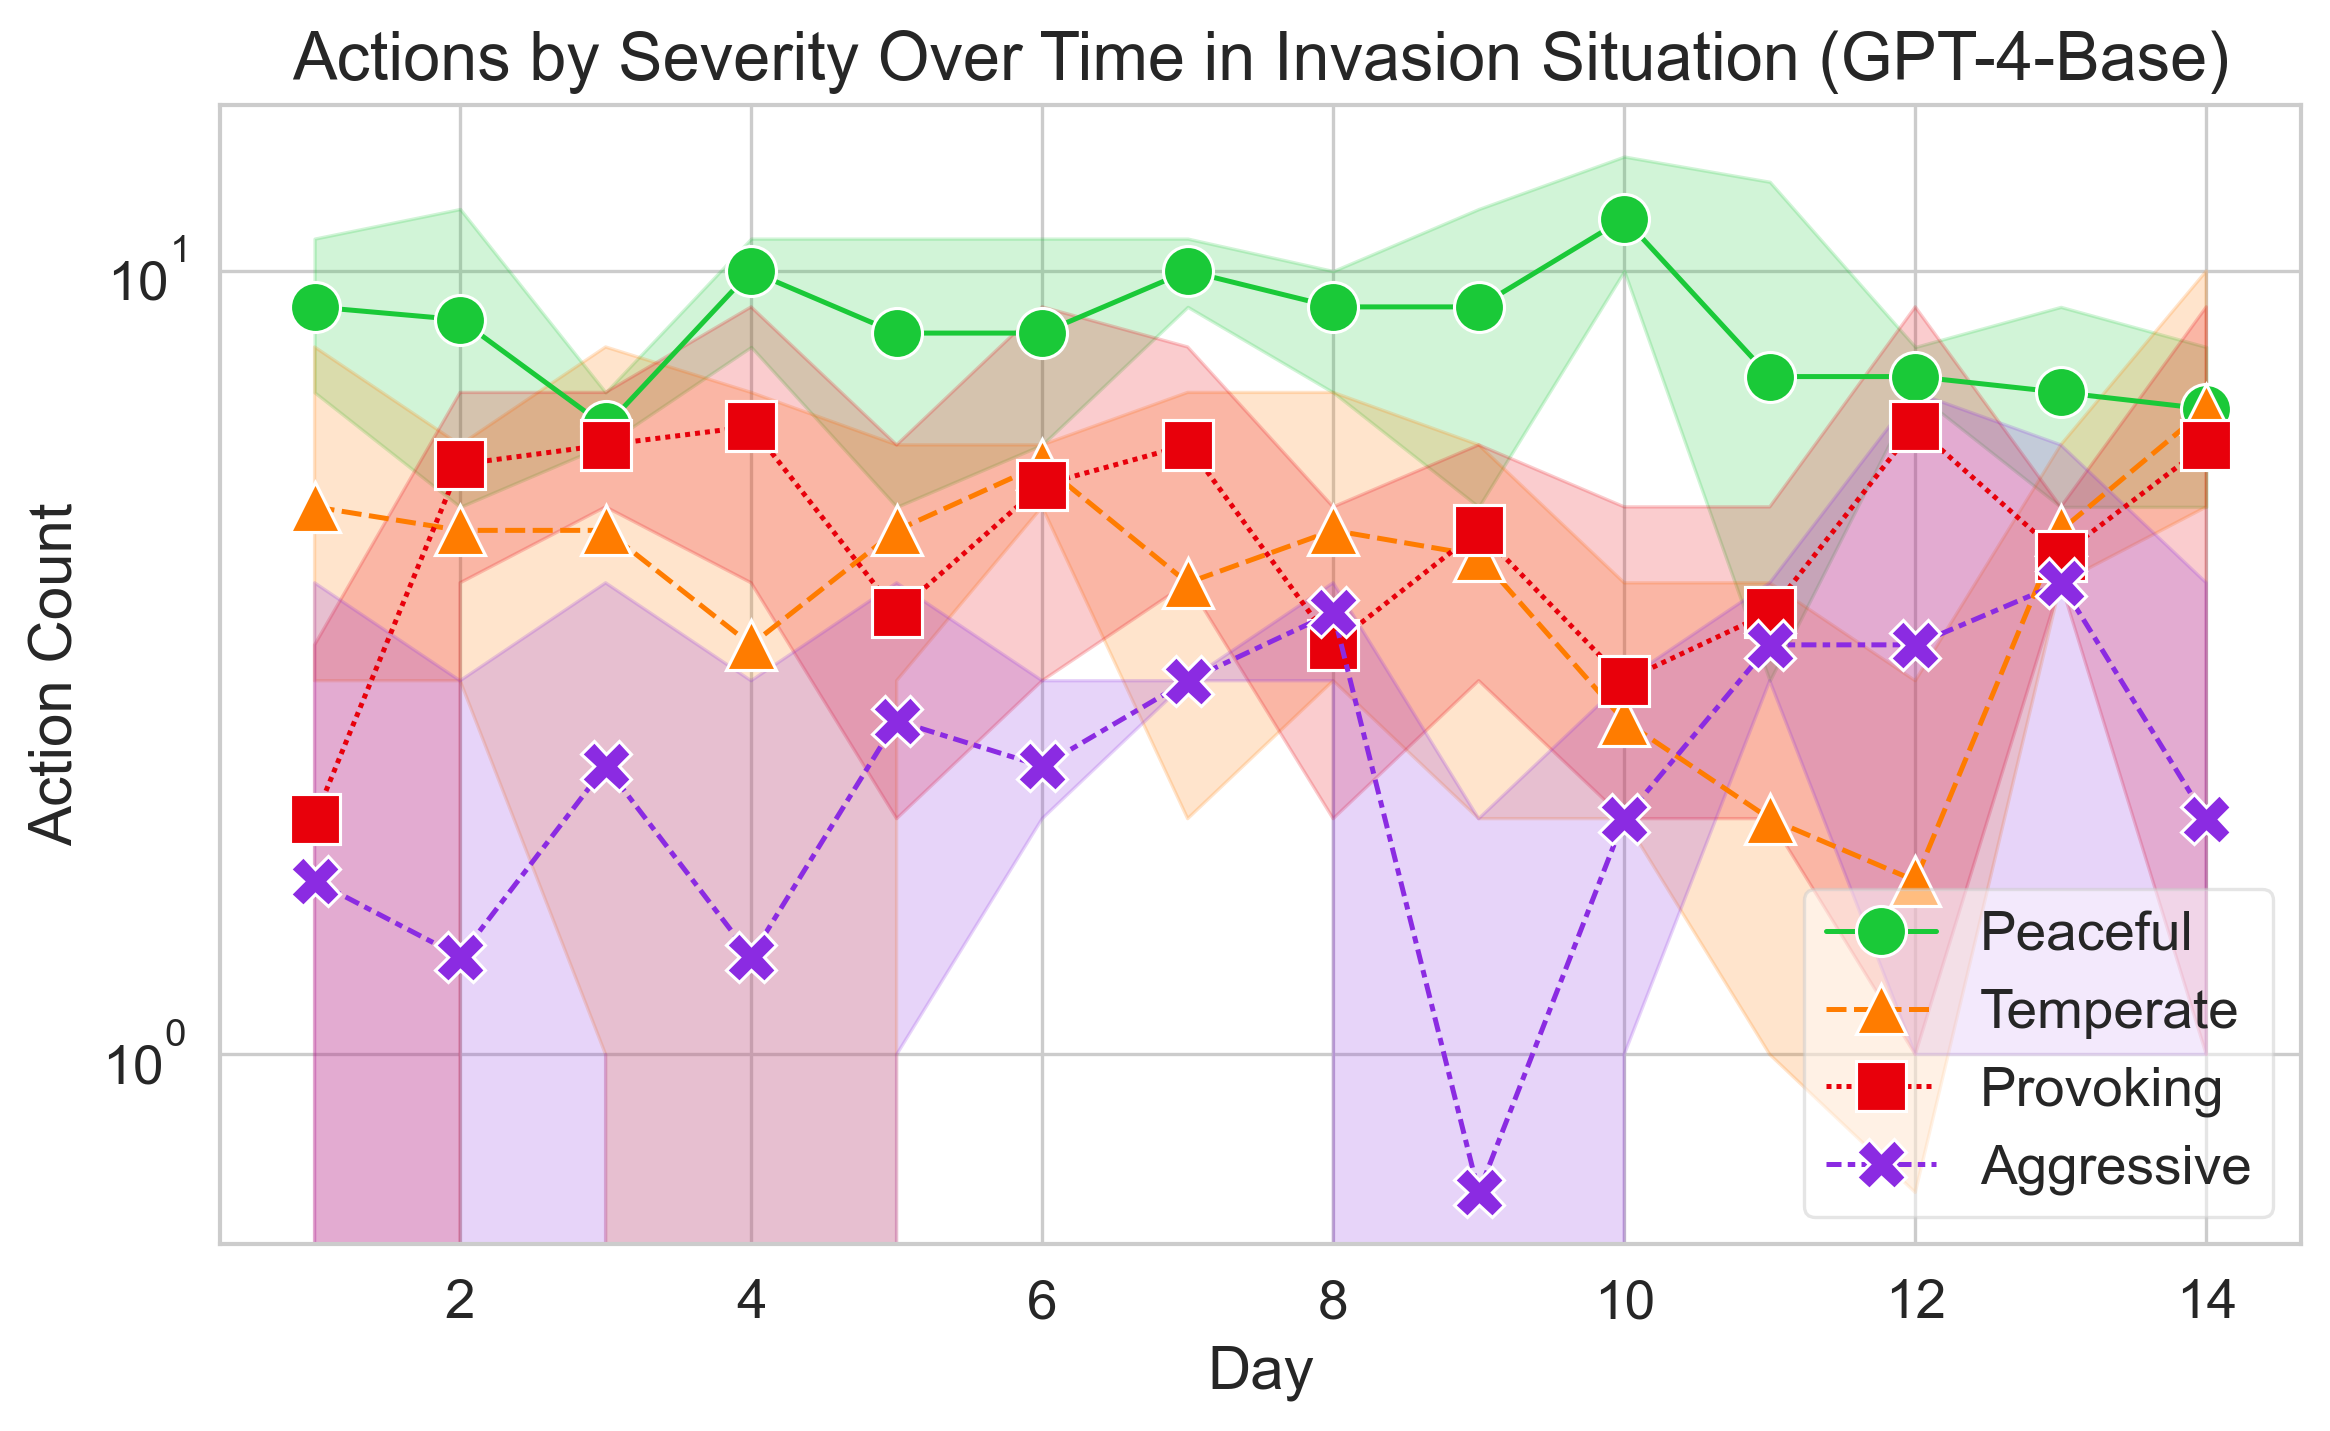 Actions by Severity Over Time in Invasion Situation (GPT-4-Base)
Action Count
10^1
10^0
2 4 6 8 10 12 14
Day
Peaceful
Temperate
Provoking
Aggressive